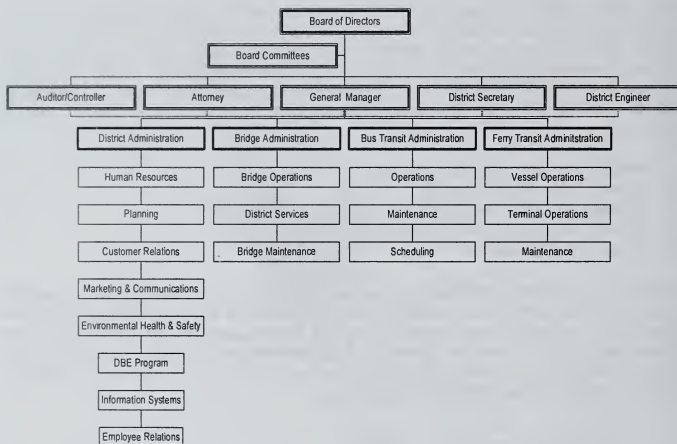 Board of Directors
Board Committees
Auditor/Controller
Attorney
General Manager
District Secretary
District Engineer
District Administration
Bridge Administration
Bus Transit Administration
Ferry Transit Adminitstration
Human Resources
Bridge Operations
Operations
Vessel Operations
Planning
District Services
Maintenance
Terminal Operations
Customer Relations
Bridge Maintenance
Scheduling
Maintenance
Marketing & Communications
Environmental Health & Safety
DBE Program
Information Systems
Employee Relations